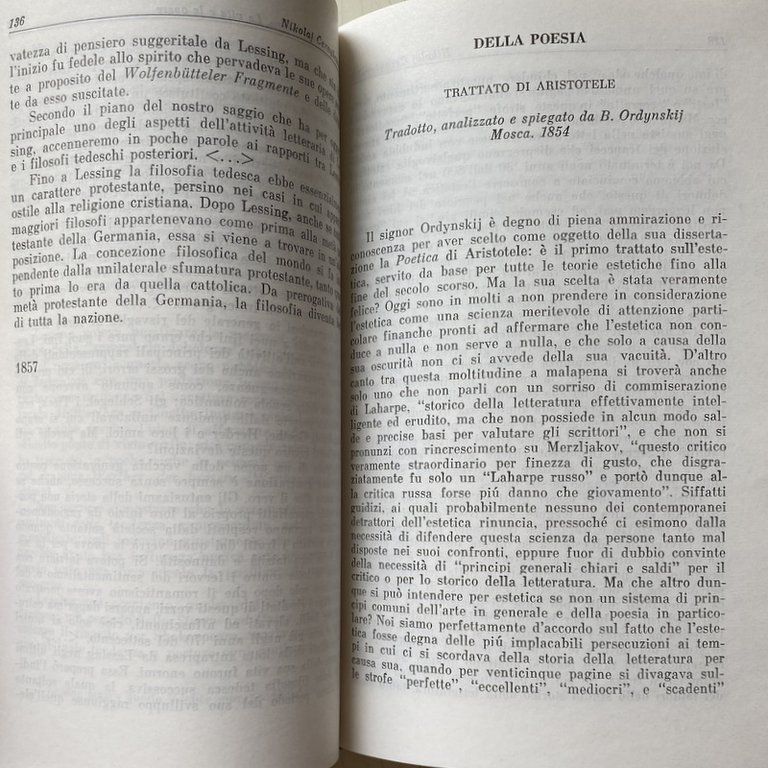 136
Nikolaj Cerny
vatezza di pensiero suggeritale da Lessing, ma che sin
l'inizio fu fedele allo spirito che pervadeva le sue oper
te a proposito del Wolfenbütteler Fragmente e delle
te da esso suscitate.
Secondo il piano del nostro saggio che ha per ogge
principale uno degli aspetti dell'attività letteraria di L
sing, accenneremo in poche parole ai rapporti tra Less
e i filosofi tedeschi posteriori. <...>
Fino a Lessing la filosofia tedesca ebbe essenzialm
un carattere protestante, persino nei casi in cui app
ostile alla religione cristiana. Dopo Lessing, anche se
maggiori filosofi appartenevano come prima alla metà p
testante della Germania, essa si viene a trovare in un'
posizione. La concezione filosofica del mondo si fa
pendente dalla unilaterale sfumatura protestante, tanto
to prima lo era da quella cattolica. Da prerogativa
metà protestante della Germania, la filosofia diventa
di tutta la nazione.
1857
DELLA POESIA
TRATTATO DI ARISTOTELE
Tradotto, analizzato e spiegato da B. Ordynskij
Mosca. 1854
Il signor Ordynskij è degno di piena ammirazione e ri-
conoscenza per aver scelto come oggetto della sua disserta-
zione la Poetica di Aristotele: è il primo trattato sull'este-
tica, servito da base per tutte le teorie estetiche fino alla
fine del secolo scorso. Ma la sua scelta è stata veramente
felice? Oggi sono in molti a non prendere in considerazione
l'estetica come una scienza meritevole di attenzione parti-
colare finanche pronti ad affermare che l'estetica non con-
duce a nulla e non serve a nulla, e che solo a causa della
sua oscurità non ci si avvede della sua vacuità. D'altro
canto tra questa moltitudine a malapena si troverà anche
solo uno che non parli con un sorriso di commiserazione
di Laharpe, "storico della letteratura effettivamente intel-
ligente ed erudito, ma che non possiede in alcun modo sal-
de e precise basi per valutare gli scrittori", e che non si
pronunzi con rincrescimento su Merzljakov, "questo critico
veramente straordinario per finezza di gusto, che disgra-
ziatamente fu solo un "Laharpe russo" e portò dunque al-
la critica russa forse piú danno che giovamento". Siffatti
guidizi, ai quali probabilmente nessuno dei contemporanei
detrattori dell'estetica rinuncia, pressoché ci esimono dalla
necessità di difendere questa scienza da persone tanto mal
disposte nei suoi confronti, eppure fuor di dubbio convinte
della necessità di "principi generali chiari e saldi" per il
critico o per lo storico della letteratura. Ma che altro dun-
que si può intendere per estetica se non un sistema di prin-
cipi comuni dell'arte in generale e della poesia in partico-
lare? Noi siamo perfettamente d'accordo sul fatto che l'este-
tica fosse degna delle piú implacabili persecuzioni ai tem-
pi in cui ci si scordava della storia della letteratura per
causa sua, quando per venticinque pagine si divagava sul-
le strofe "perfette", "eccellenti", "mediocri", e "scadenti"